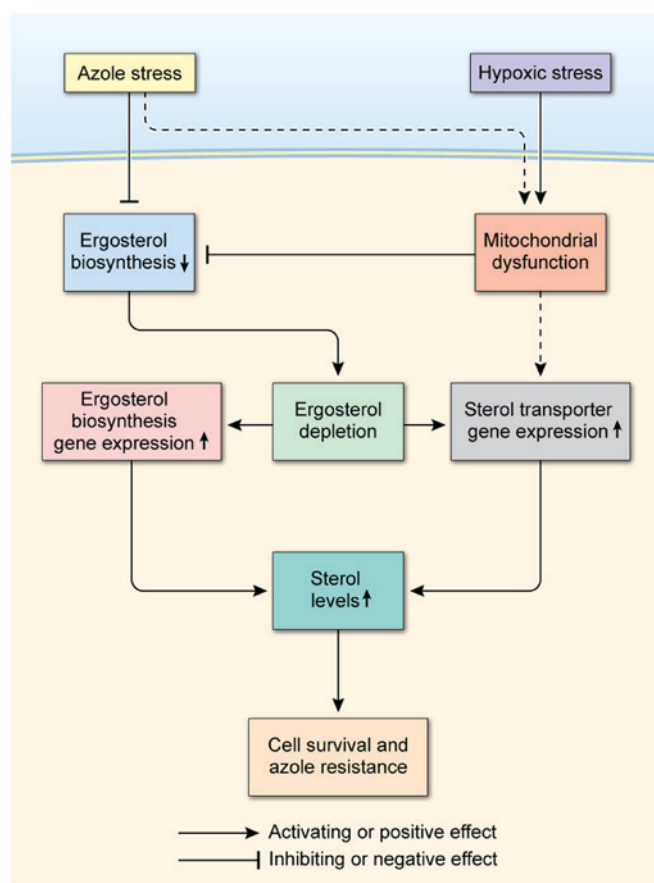 Azole stress
Hypoxic stress
Ergosterol
biosynthesis↓
Mitochondrial
dysfunction
Ergosterol
biosynthesis
gene expression↑
Ergosterol
depletion
Sterol transporter
gene expression↑
Sterol
levels↑
Cell survival and
azole resistance
Activating or positive effect
Inhibiting or negative effect